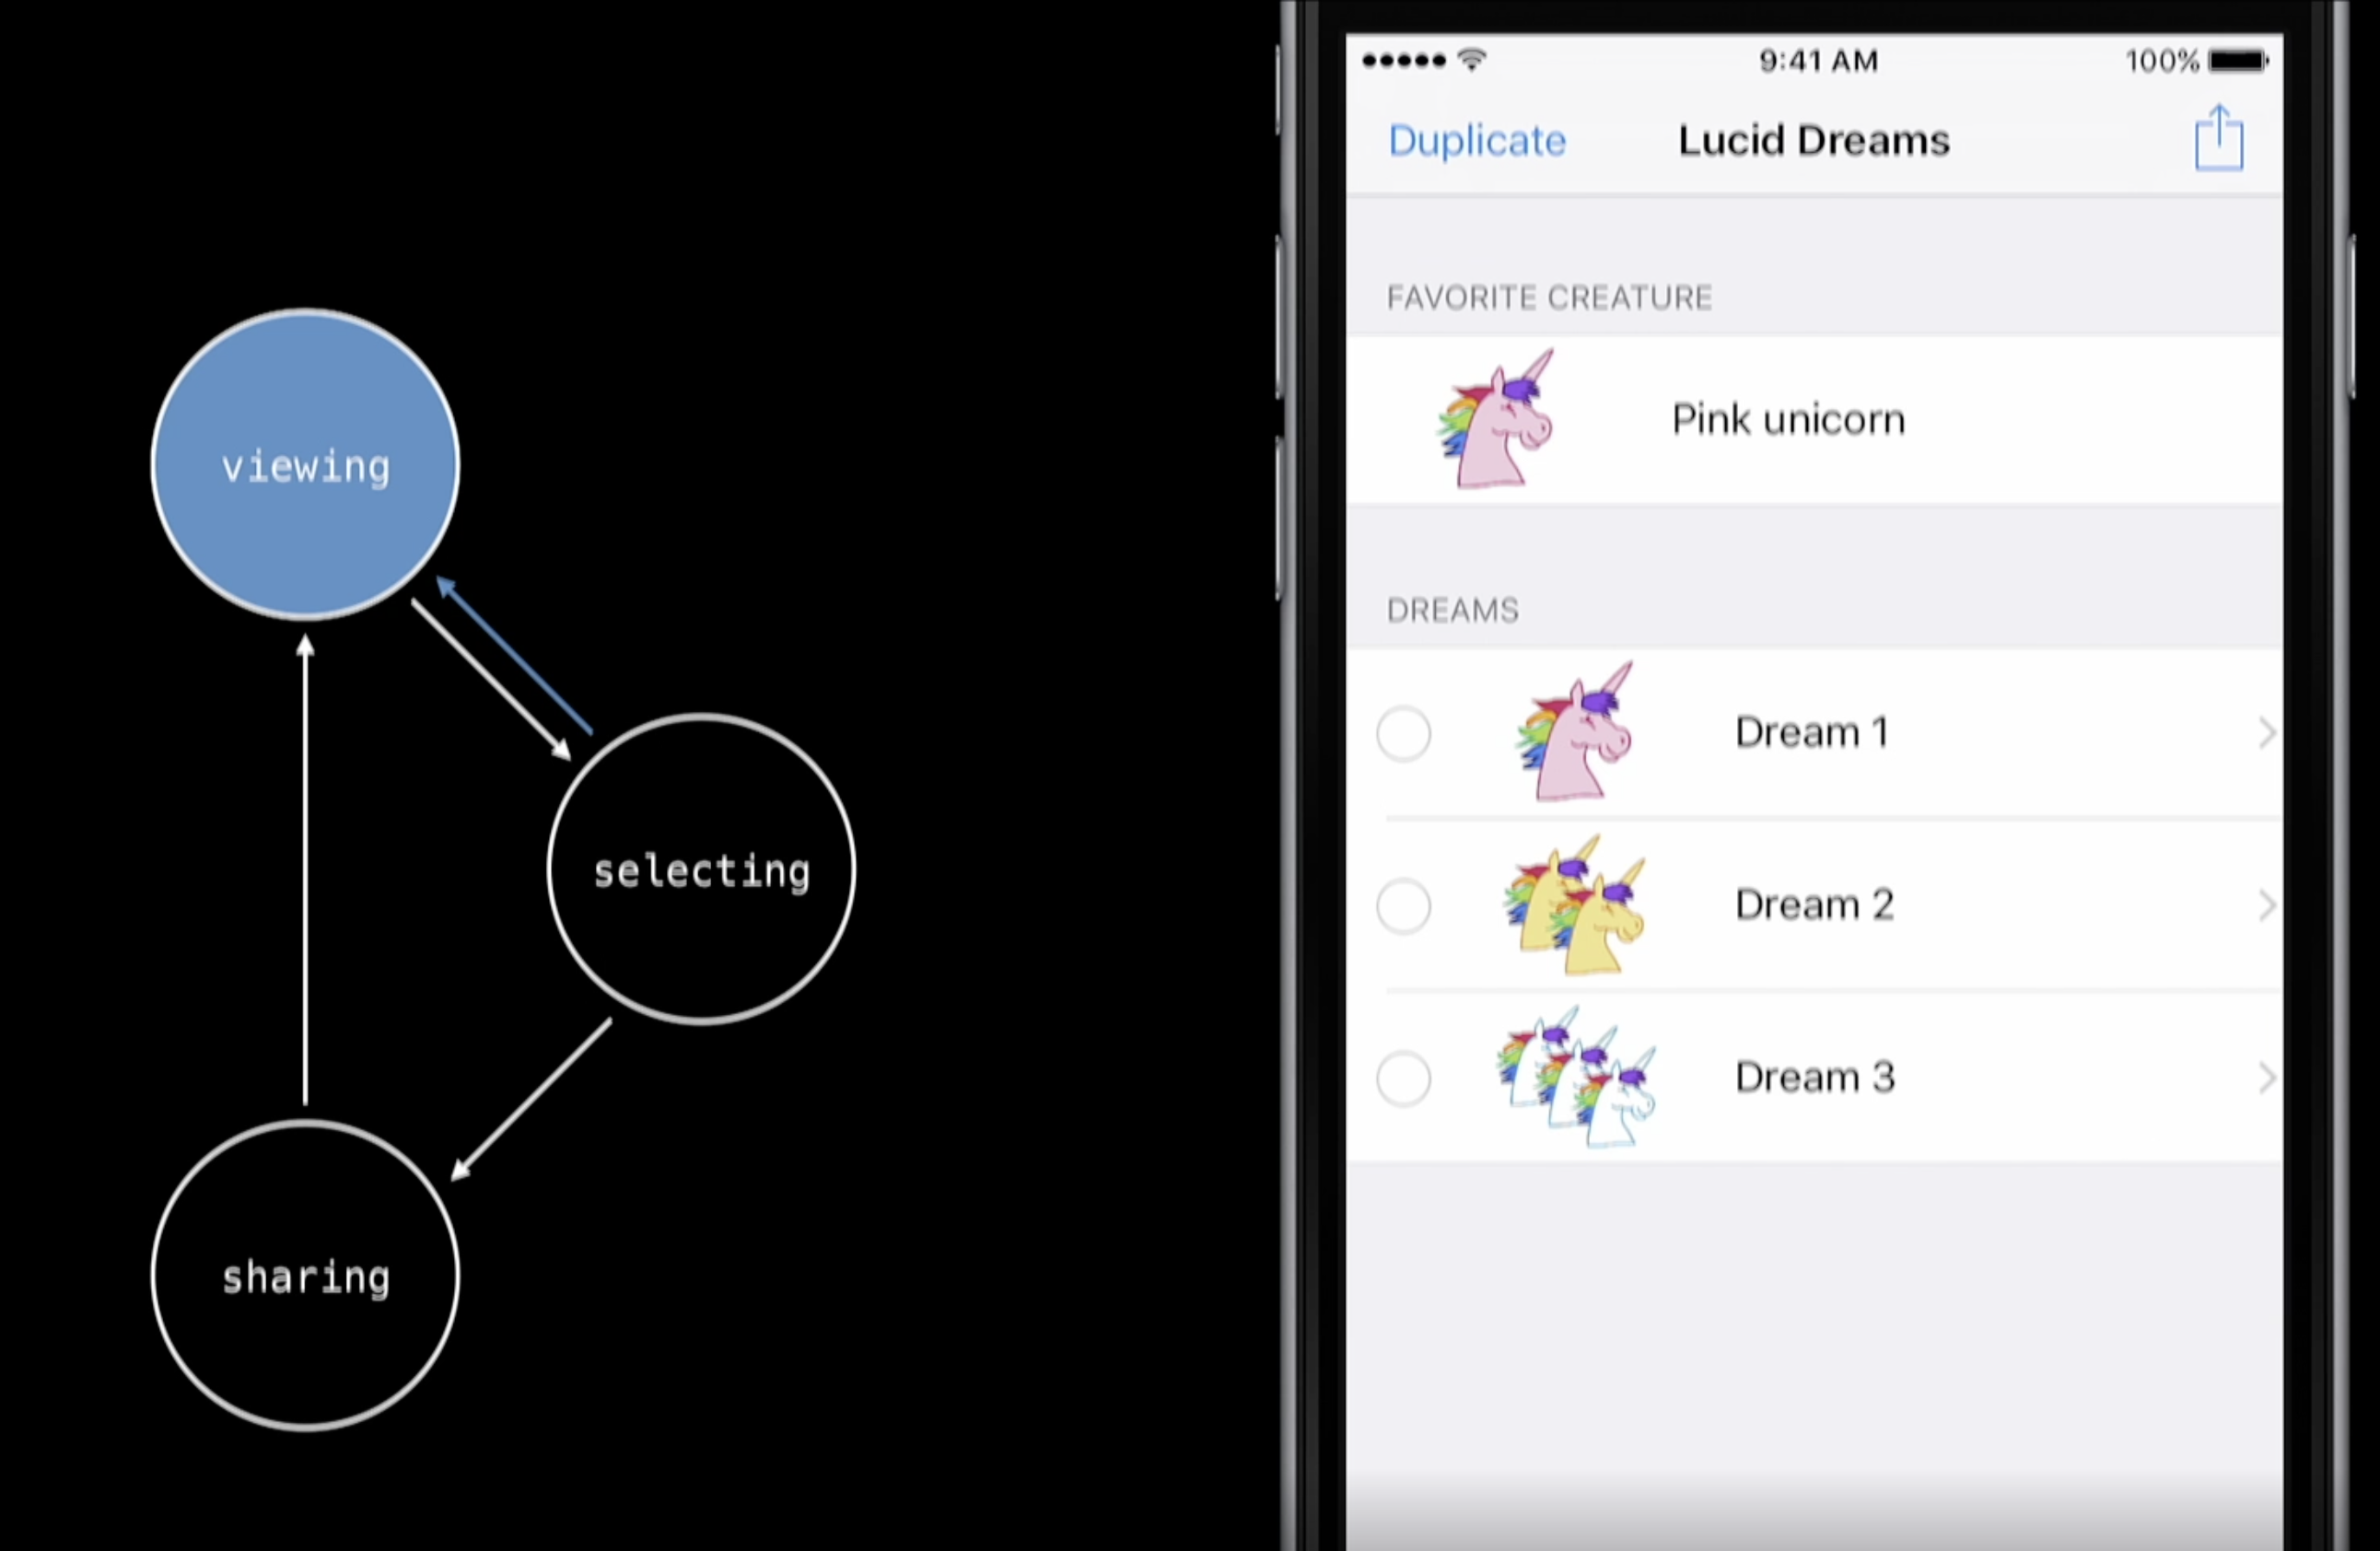 viewing
selecting
sharing
9:41 AM
100%
Duplicate
Lucid Dreams
FAVORITE CREATURE
Pink unicorn
DREAMS
Dream 1
Dream 2
Dream 3